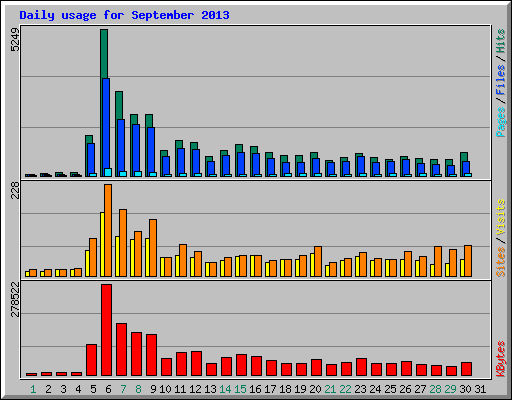 Daily usage for September 2013
5249
Pages / Files / Hits
228
Sites / Visits
278522
KBytes
1 2 3 4 5 6 7 8 9 10 11 12 13 14 15 16 17 18 19 20 21 22 23 24 25 26 27 28 29 30 31